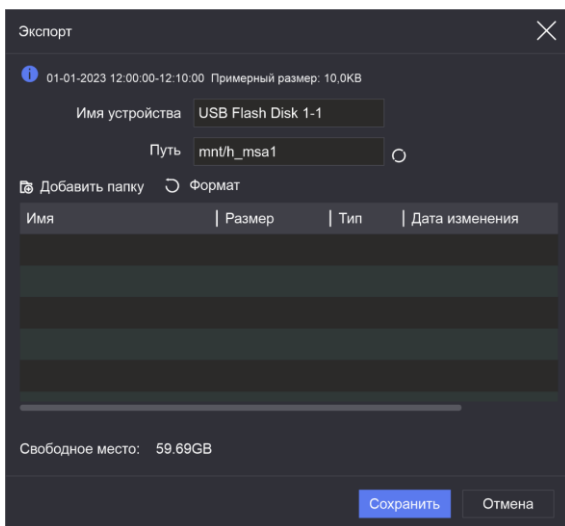 Экспорт
01-01-2023 12:00:00-12:10:00 Примерный размер: 10,0KB
Имя устройства USB Flash Disk 1-1
Путь mnt/h_msa1
Добавить папку Формат
Имя Размер Тип Дата изменения
Свободное место: 59.69GB
Сохранить Отмена